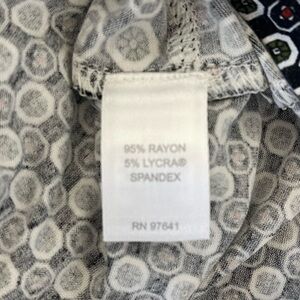 95% RAYON
5% LYCRA®
SPANDEX
RN 97641